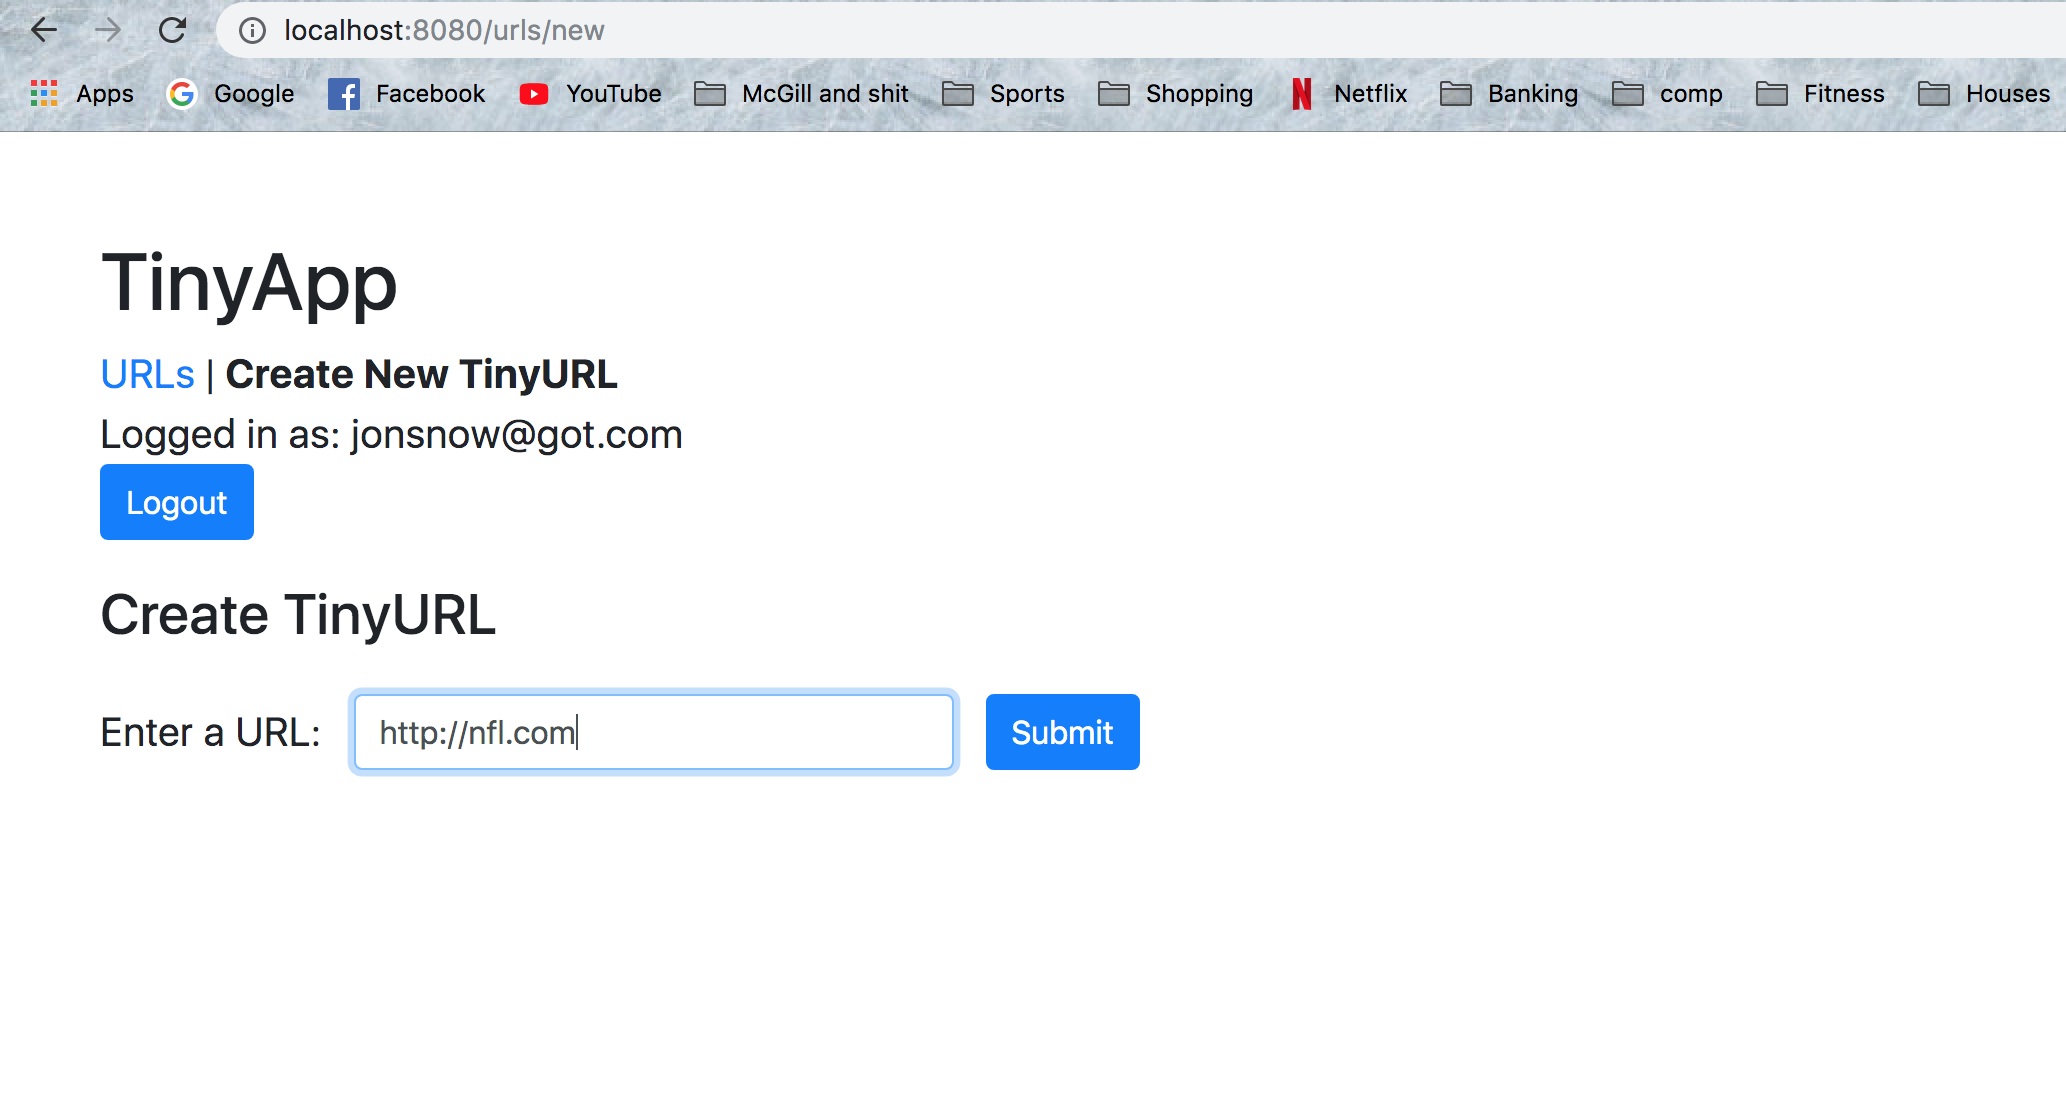 localhost:8080/urls/new
Apps Google Facebook YouTube McGill and shit Sports Shopping Netflix Banking comp Fitness Houses
TinyApp
URLs | Create New TinyURL
Logged in as: jonsnow@got.com
Logout
Create TinyURL
Enter a URL: http://nfl.com Submit